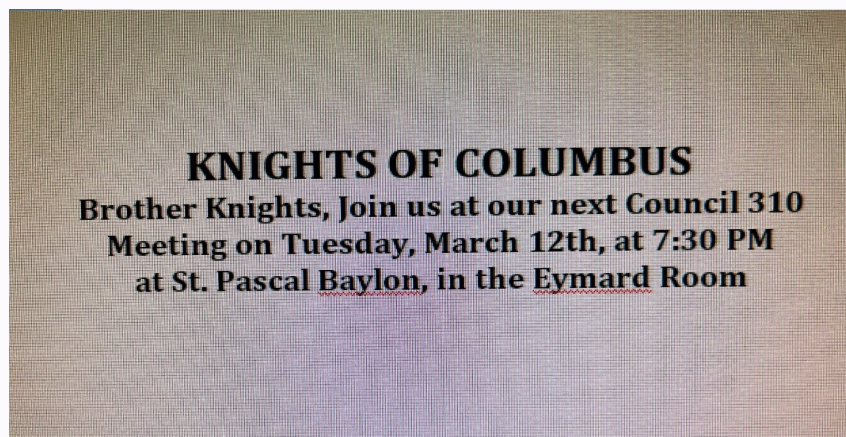 KNIGHTS OF COLUMBUS
Brother Knights, Join us at our next Council 310
Meeting on Tuesday, March 12th, at 7:30 PM
at St. Pascal Baylon, in the Eymard Room